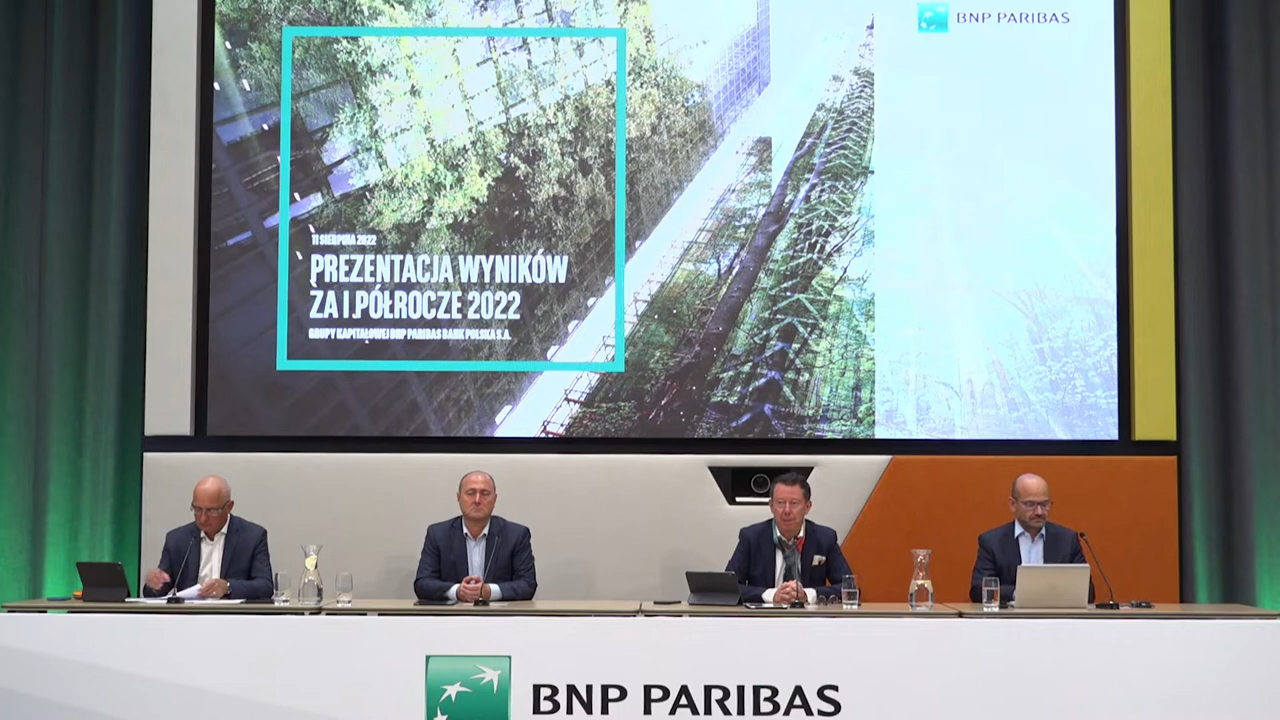 BNP PARIBAS
11 SIERPNIA 2022
PREZENTACJA WYNIKÓW
ZA I PÓŁROCZE 2022
GRUPY KAPITAŁOWEJ BNP PARIBAS BANK POLSKA S.A.
BNP PARIBAS